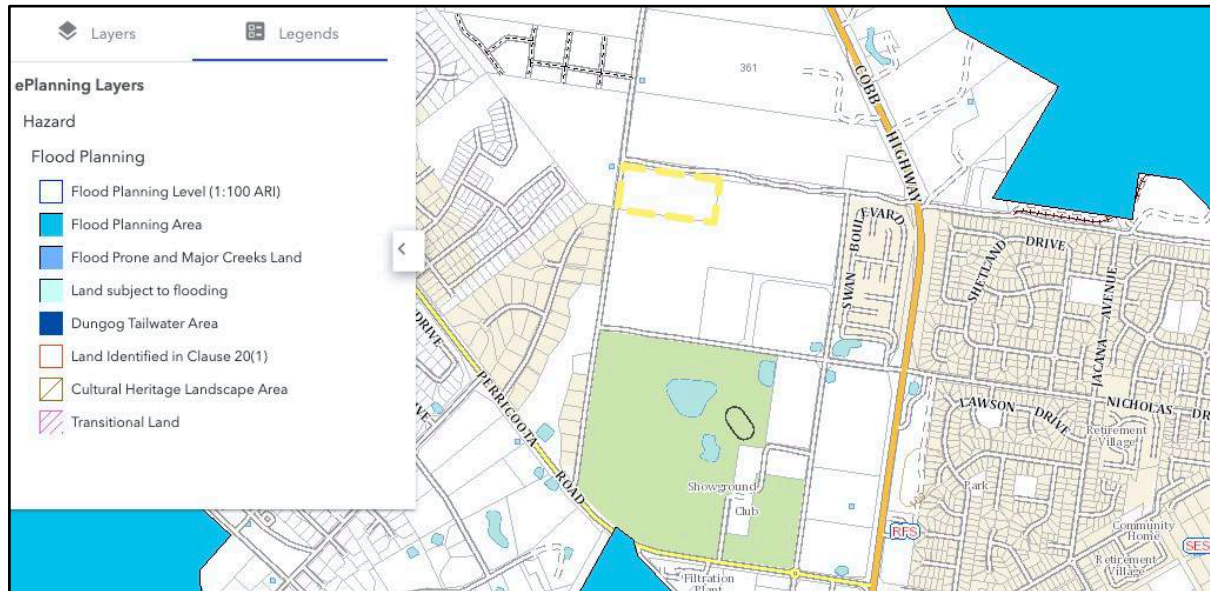 Layers
Legends
ePlanning Layers
Hazard
Flood Planning
Flood Planning Level (1:100 ARI)
Flood Planning Area
Flood Prone and Major Creeks Land
Land subject to flooding
Dungog Tailwater Area
Land Identified in Clause 20(1)
Cultural Heritage Landscape Area
Transitional Land
361
COBB HIGHWAY
SWAN BOULEVARD
SHETLAND DRIVE
JACANA AVENUE
DRIVE
PERRICOOTA ROAD
LAWSON DRIVE
NICHOLAS DR
Retirement
Village
Showground
Club
Park
RFS
Community
Home
SES
Retirement
Village
Filtration
Plant